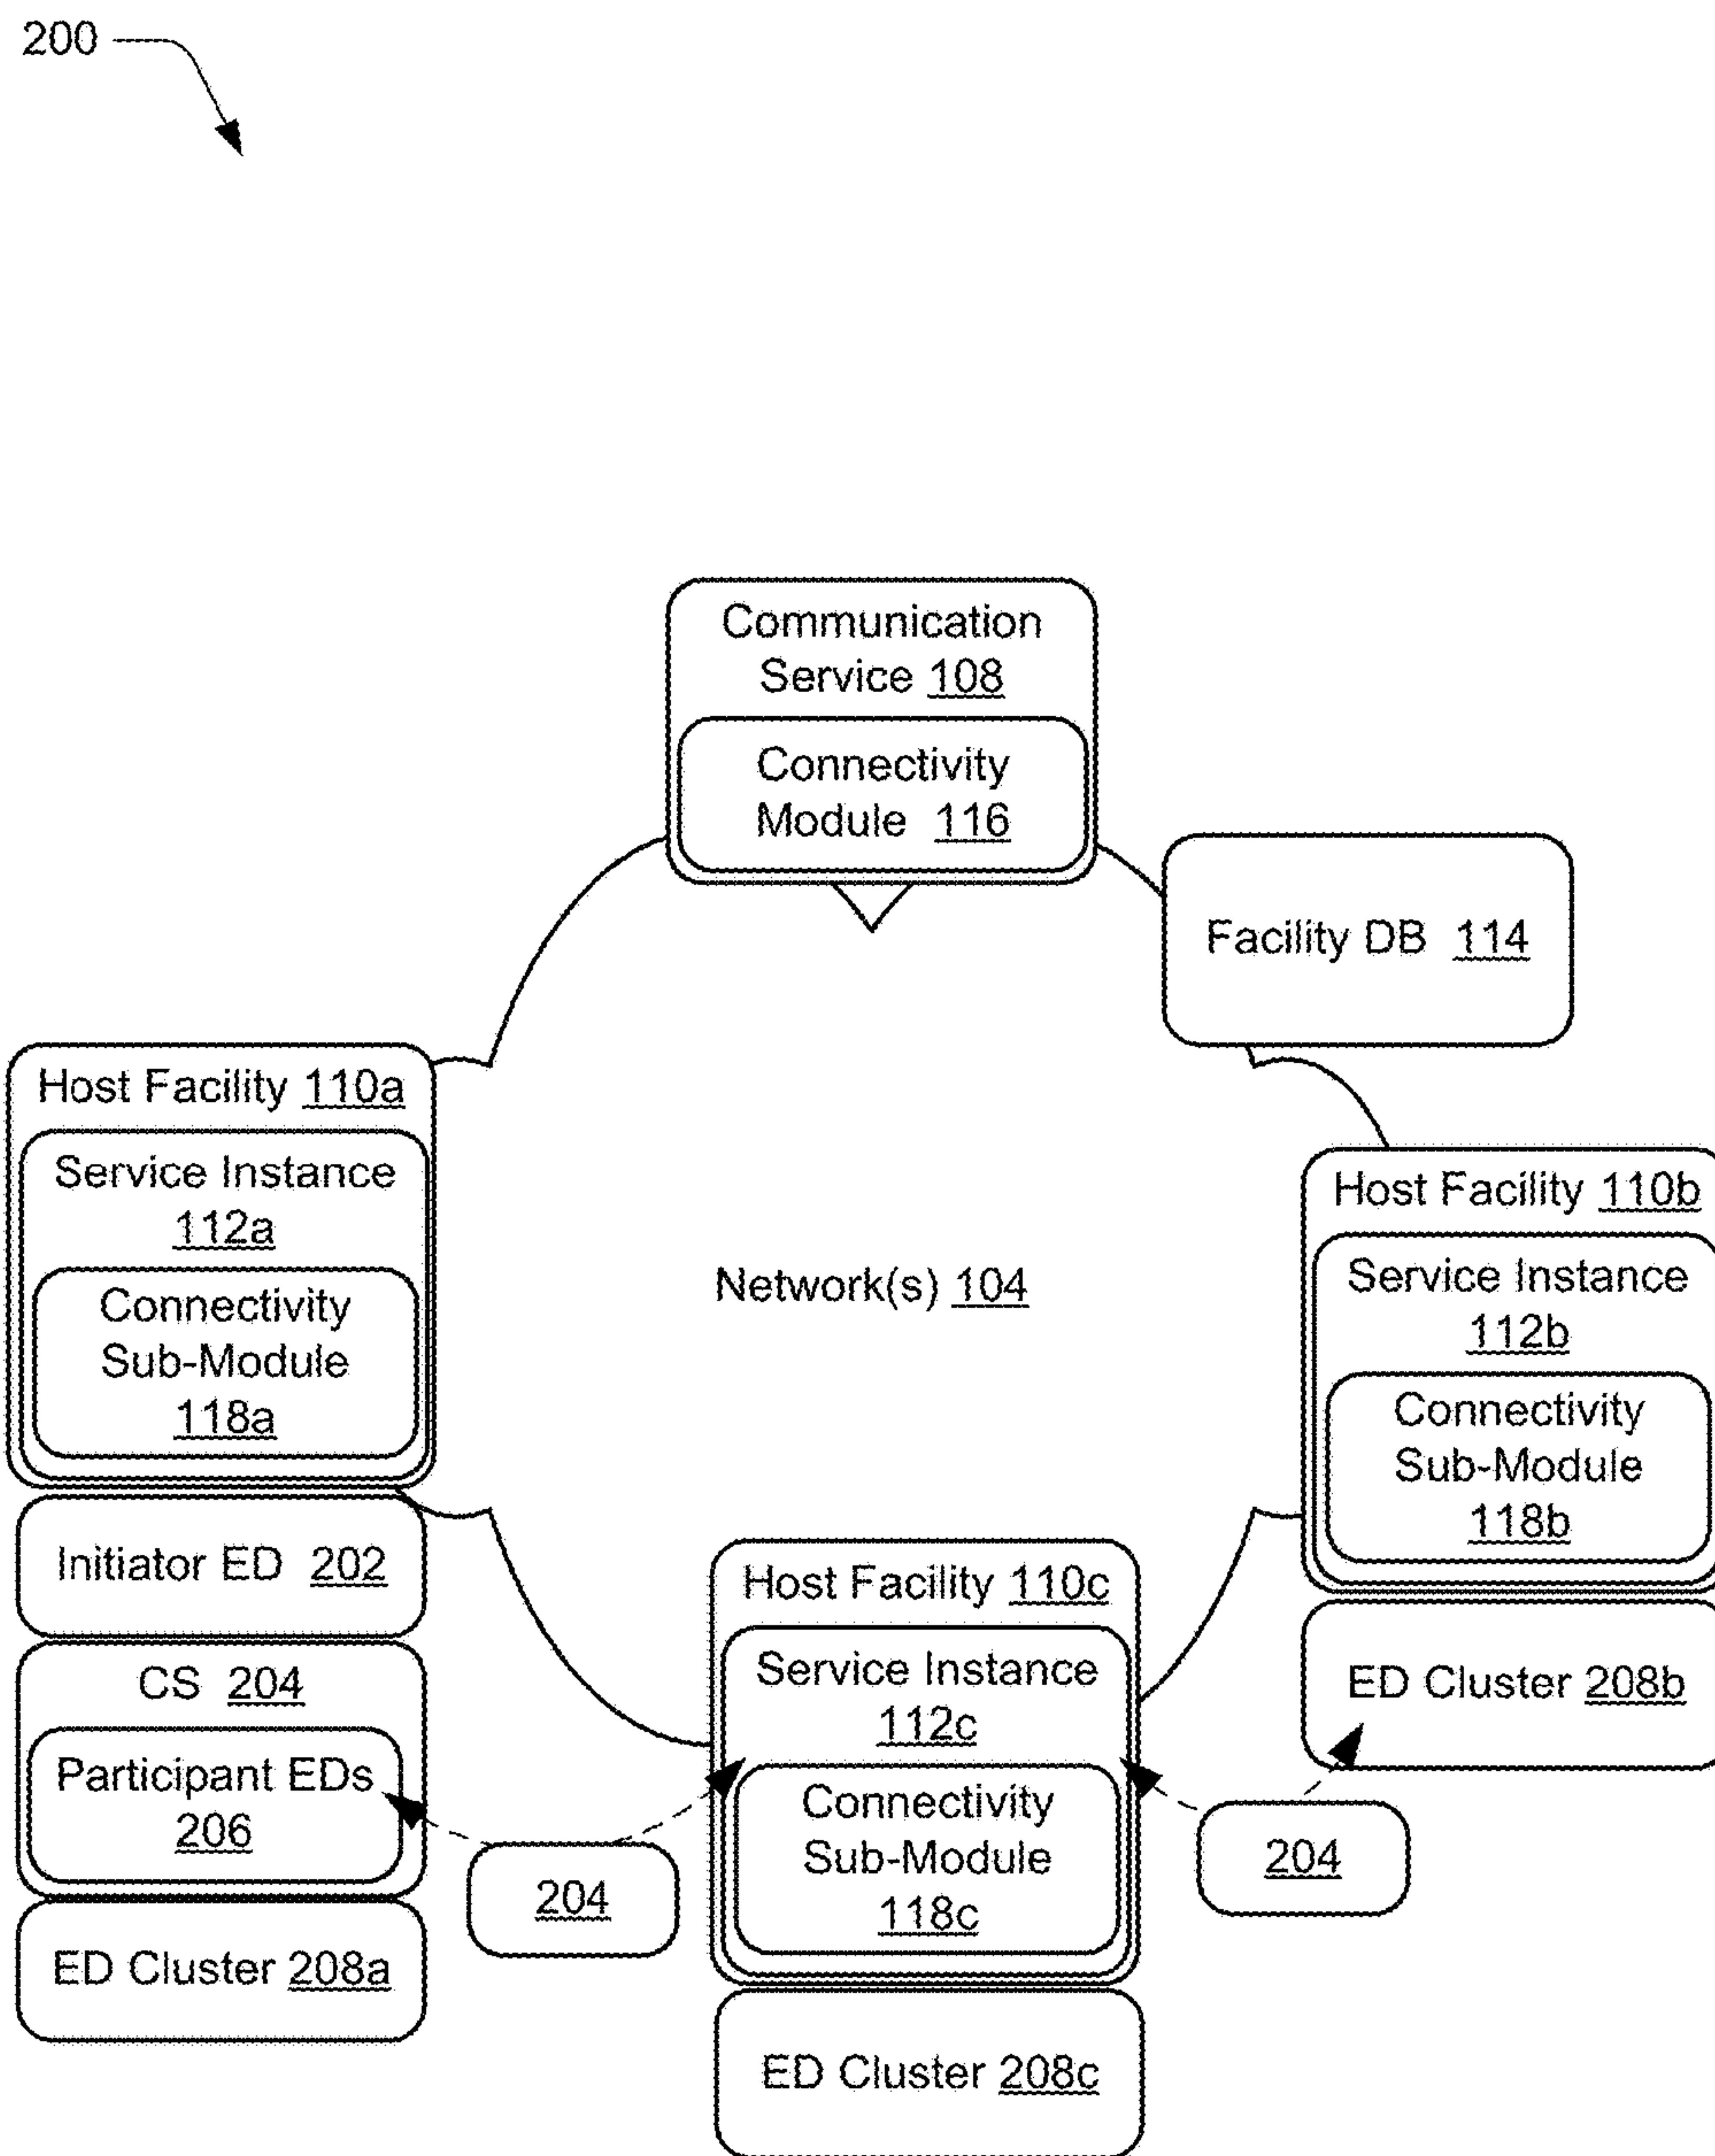 200
Communication
Service 108
Connectivity
Module 116
Facility DB 114
Host Facility 110a
Service Instance
112a
Connectivity
Sub-Module
118a
Host Facility 110b
Service Instance
112b
Connectivity
Sub-Module
118b
Network(s) 104
Initiator ED 202
CS 204
Participant EDs
206
ED Cluster 208a
204
Host Facility 110c
Service Instance
112c
Connectivity
Sub-Module
118c
ED Cluster 208c
204
ED Cluster 208b